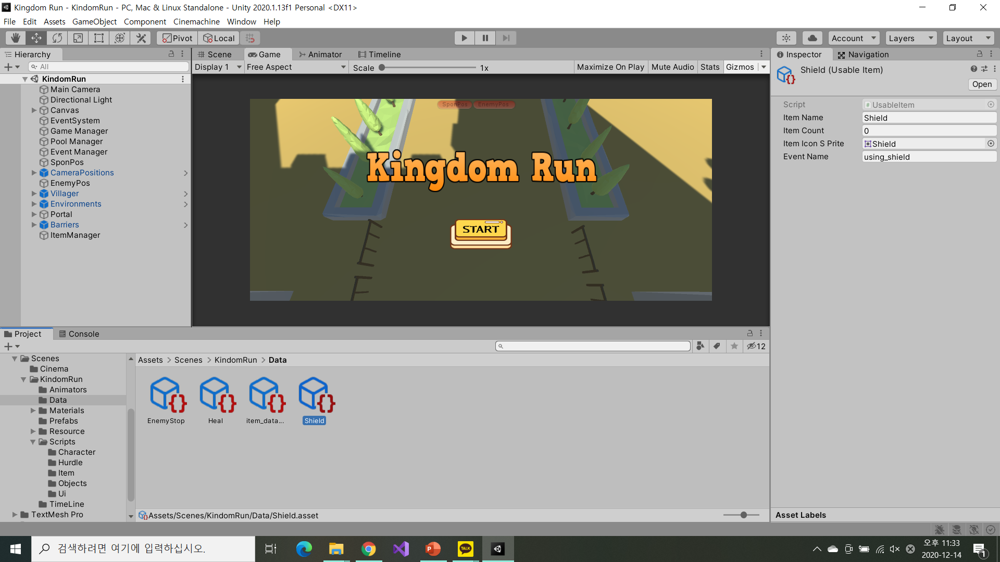 Kingdom Run - KindomRun - PC, Mac & Linux Standalone - Unity 2020.1.13f1 Personal <DX11>
File Edit Assets GameObject Component Cinemachine Window Help
Pivot Local Account Layers Layout
Hierarchy
All
KindomRun
Main Camera
Directional Light
Canvas
EventSystem
Game Manager
Pool Manager
Event Manager
SponPos
CameraPositions
EnemyPos
Villager
Environments
Portal
Barriers
ItemManager
Scene Game Animator Timeline
Display 1 Free Aspect Scale 1x Maximize On Play Mute Audio Stats Gizmos
SponPos EnemyPos
Kingdom Run
START
Inspector Navigation
Shield (Usable Item)
Open
Script UsableItem
Item Name Shield
Item Count 0
Item Icon S Prite Shield
Event Name using_shield
Asset Labels
Project Console
12
Scenes
Cinema
KindomRun
Animators
Data
Materials
Prefabs
Resource
Scripts
Character
Hurdle
Item
Objects
Ui
TimeLine
TextMesh Pro
Assets > Scenes > KindomRun > Data
EnemyStop Heal item_data... Shield
Assets/Scenes/KindomRun/Data/Shield.asset
검색하려면 여기에 입력하십시오.
TALK
오후 11:33
2020-12-14
1